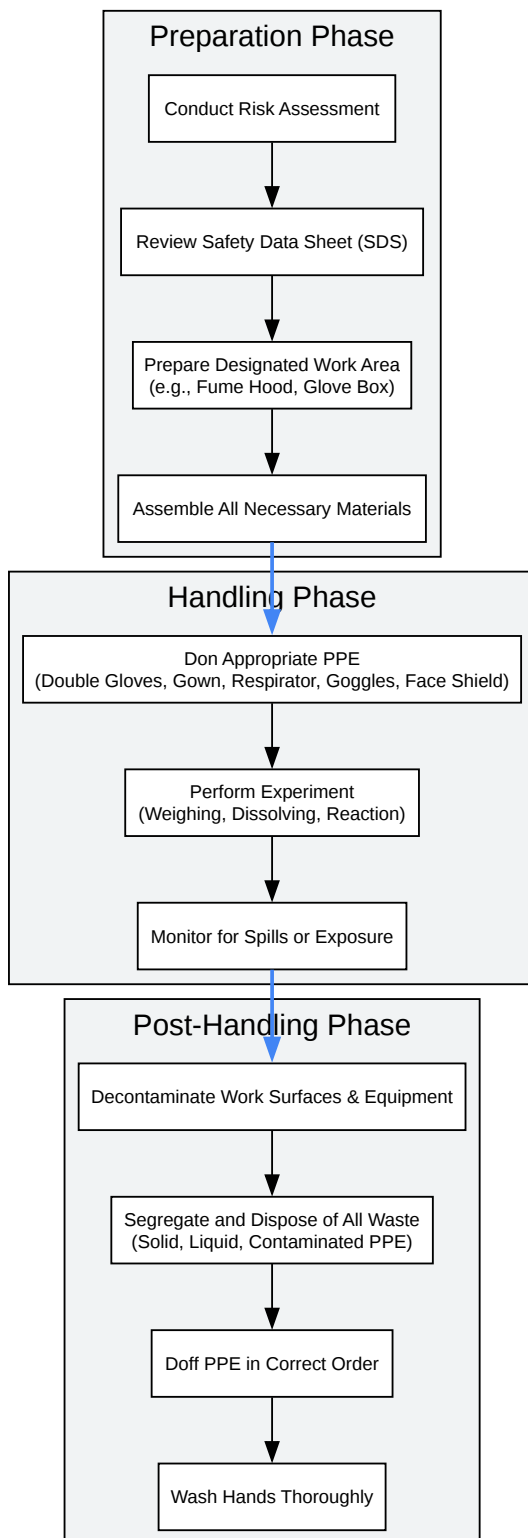 Preparation Phase
Conduct Risk Assessment
Review Safety Data Sheet (SDS)
Prepare Designated Work Area
(e.g., Fume Hood, Glove Box)
Assemble All Necessary Materials
Handling Phase
Don Appropriate PPE
(Double Gloves, Gown, Respirator, Goggles, Face Shield)
Perform Experiment
(Weighing, Dissolving, Reaction)
Monitor for Spills or Exposure
Post-Handling Phase
Decontaminate Work Surfaces & Equipment
Segregate and Dispose of All Waste
(Solid, Liquid, Contaminated PPE)
Doff PPE in Correct Order
Wash Hands Thoroughly